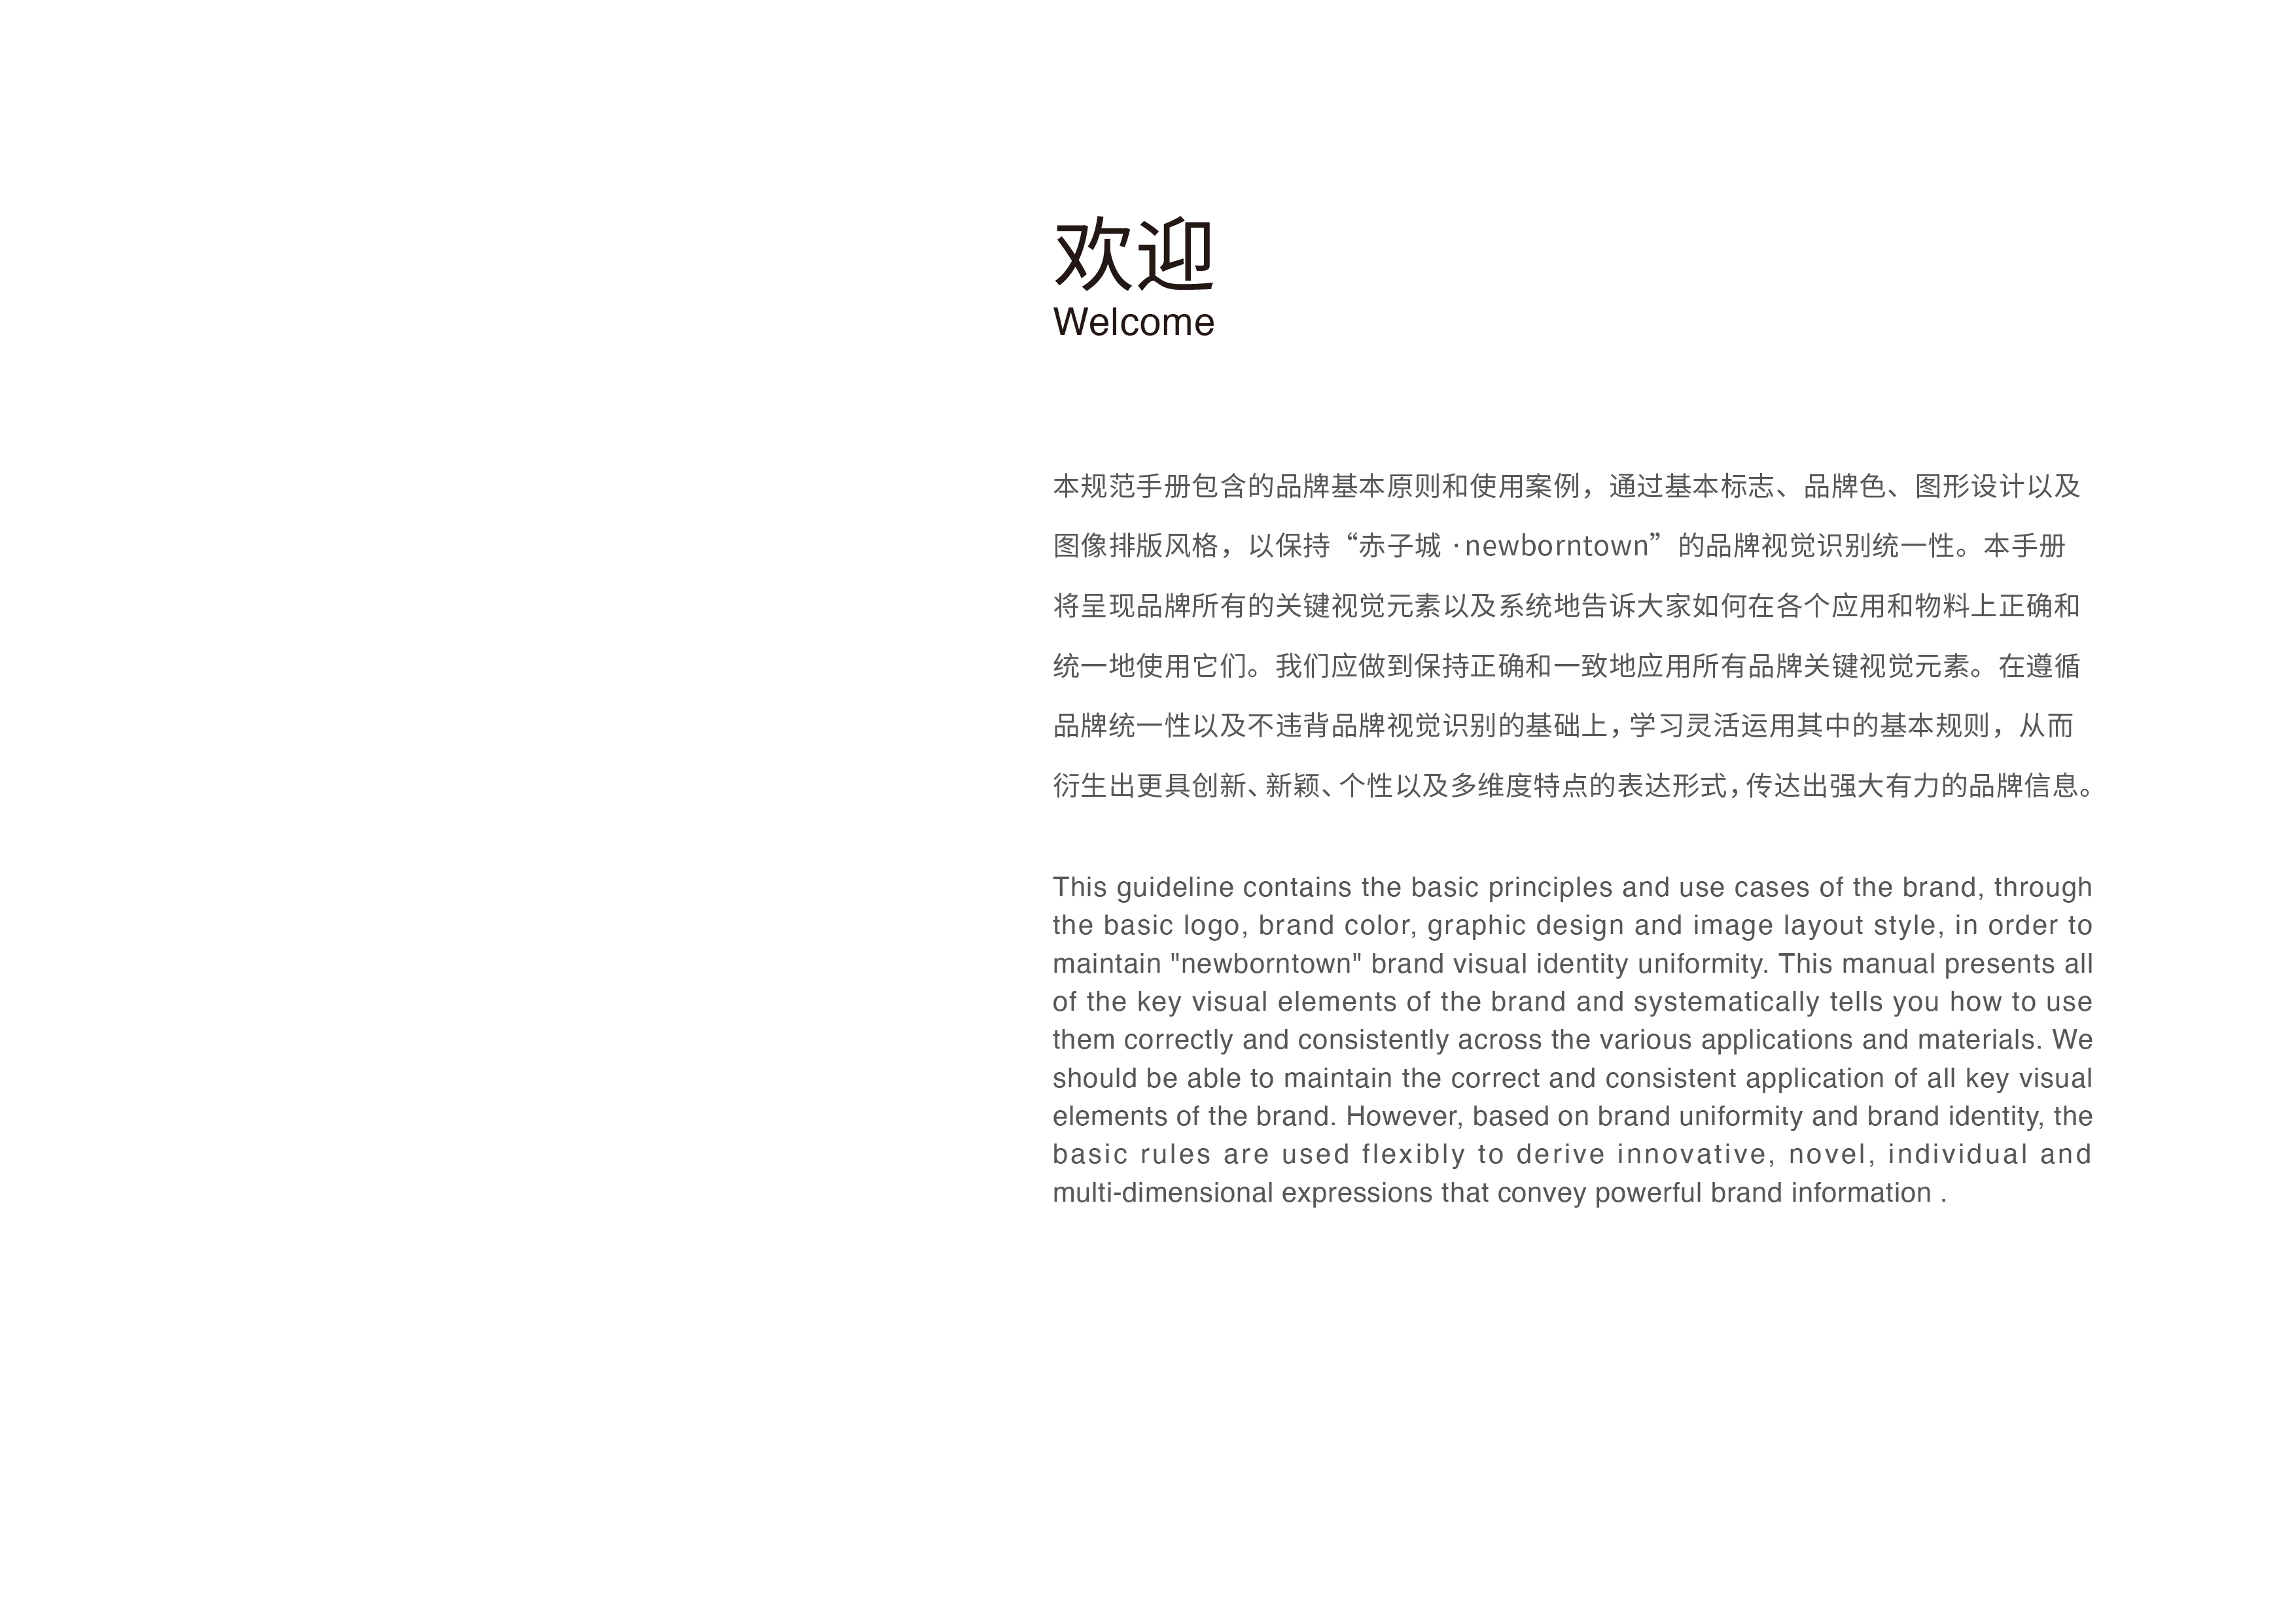 欢迎
Welcome
本规范手册包含的品牌基本原则和使用案例，通过基本标志、品牌色、图形设计以及
图像排版风格，以保持“赤子城 ·newborntown”的品牌视觉识别统一性。本手册
将呈现品牌所有的关键视觉元素以及系统地告诉大家如何在各个应用和物料上正确和
统一地使用它们。我们应做到保持正确和一致地应用所有品牌关键视觉元素。在遵循
品牌统一性以及不违背品牌视觉识别的基础上，学习灵活运用其中的基本规则，从而
衍生出更具创新、新颖、个性以及多维度特点的表达形式，传达出强大有力的品牌信息。
This guideline contains the basic principles and use cases of the brand, through
the basic logo, brand color, graphic design and image layout style, in order to
maintain "newborntown" brand visual identity uniformity. This manual presents all
of the key visual elements of the brand and systematically tells you how to use
them correctly and consistently across the various applications and materials. We
should be able to maintain the correct and consistent application of all key visual
elements of the brand. However, based on brand uniformity and brand identity, the
basic rules are used flexibly to derive innovative, novel, individual and
multi-dimensional expressions that convey powerful brand information .